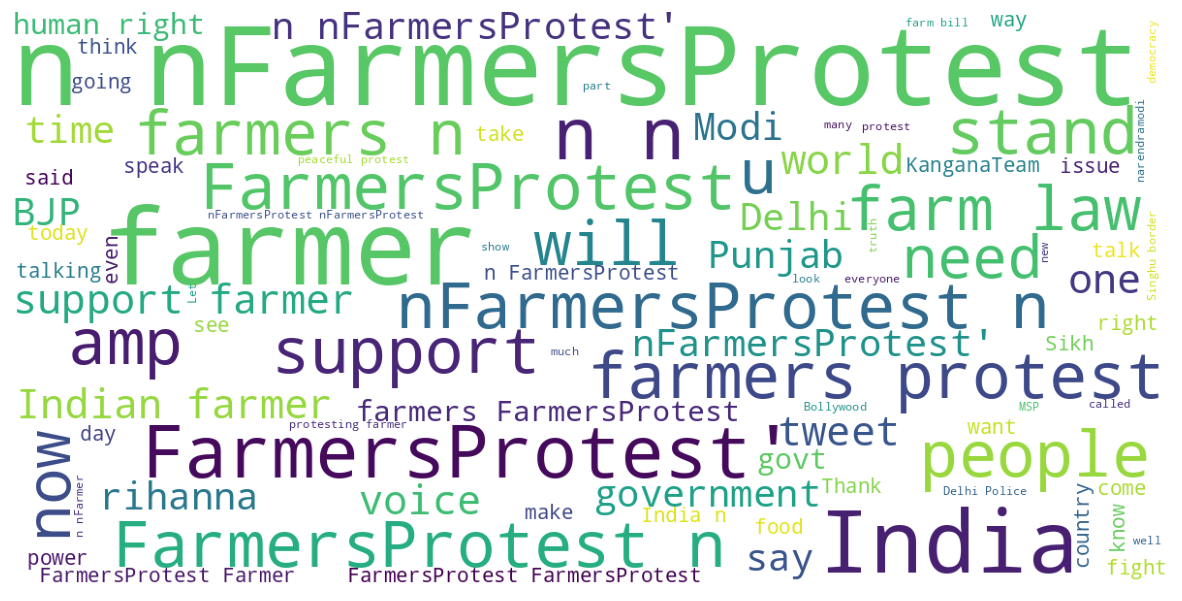 human right
n nFarmersProtest'
farm bill
way
think
n nFarmersProtest
democracy
going
part
time
farmers n
take
n n
Modi
many
protest
stand
narendramodi
speak
peaceful protest
u
world
KanganaTeam
issue
said
FarmersProtest
BJP
nFarmersProtest nFarmersProtest
Delhi
farm law
today
farmer
show
will
truth
Punjab
need
new
talk
Singhu border
even
talking
n FarmersProtest
look
everyone
one
Let
support farmer
nFarmersProtest n
see
right
amp
support
much
nFarmersProtest'
Sikh
farmers protest
Indian farmer
farmers FarmersProtest
Bollywood
MSP
called
protesting farmer
now
day
FarmersProtest'
tweet
want
people
govt
n nFarmer
rihanna
voice
government
Thank
Delhi Police
country
come
make
India n
food
know
power
FarmersProtest n
say
India
well
fight
FarmersProtest Farmer
FarmersProtest FarmersProtest